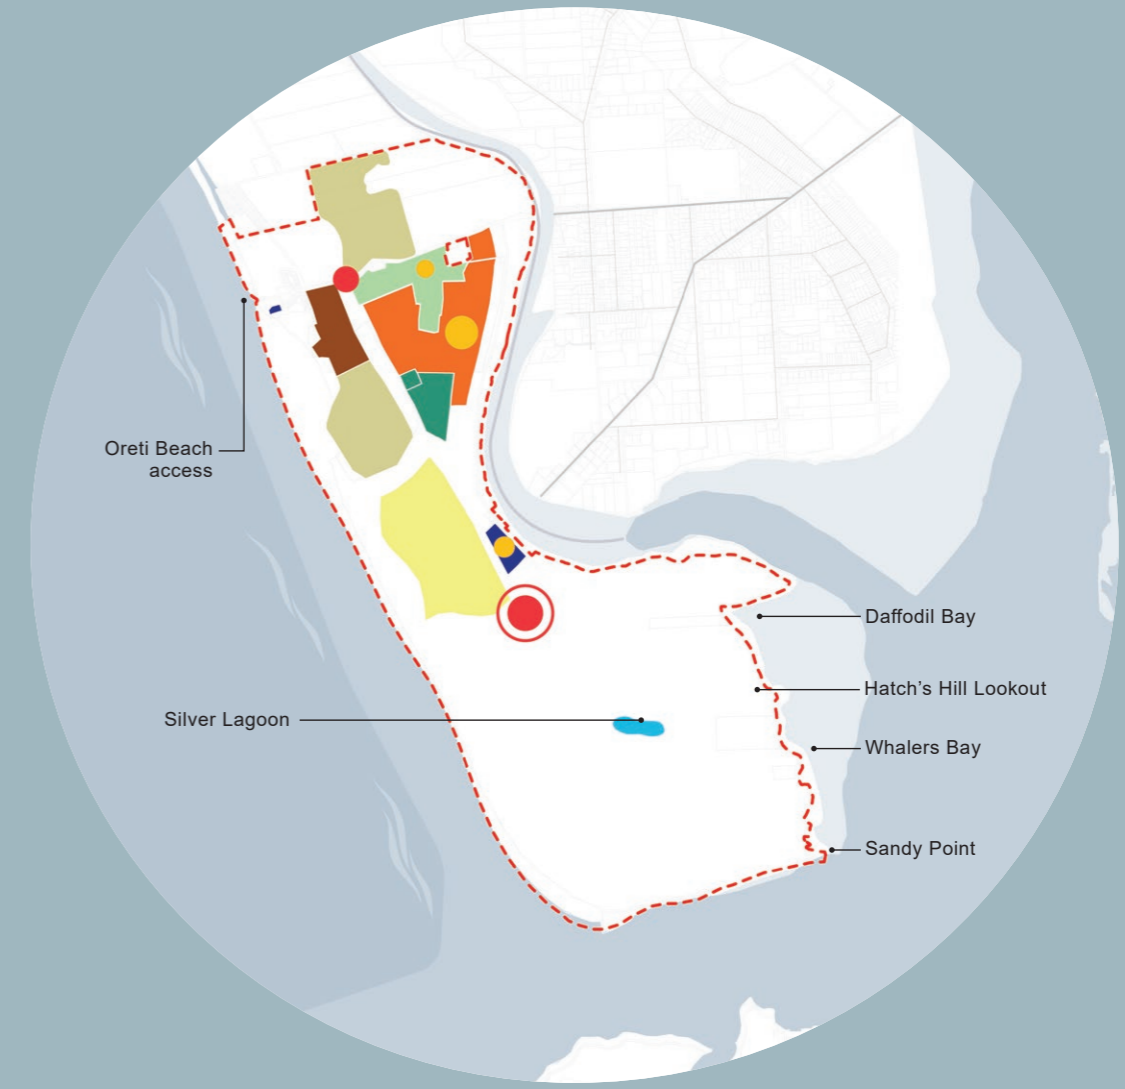 Oreti Beach
access
Daffodil Bay
Hatch's Hill Lookout
Silver Lagoon
Whalers Bay
Sandy Point